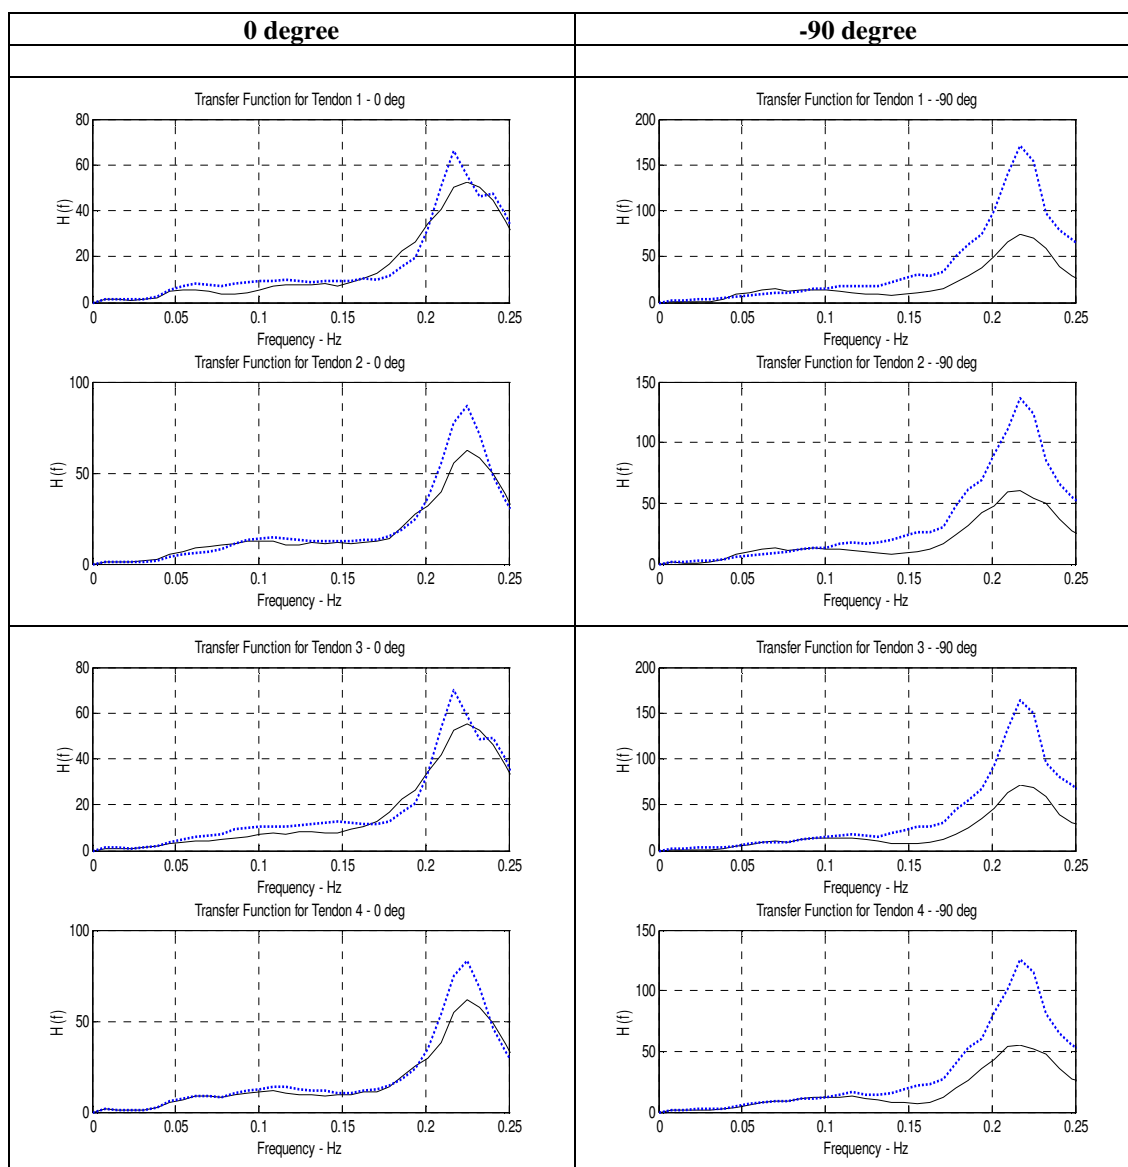 0 degree
-90 degree
Transfer Function for Tendon 1 - 0 deg
80
60
40
20
0
H (f)
0 0.05 0.1 0.15 0.2 0.25
Frequency - Hz
Transfer Function for Tendon 2 - 0 deg
100
50
0
H (f)
0 0.05 0.1 0.15 0.2 0.25
Frequency - Hz
Transfer Function for Tendon 1 - -90 deg
200
150
100
50
0
H (f)
0 0.05 0.1 0.15 0.2 0.25
Frequency - Hz
Transfer Function for Tendon 2 - -90 deg
150
100
50
0
H (f)
0 0.05 0.1 0.15 0.2 0.25
Frequency - Hz
Transfer Function for Tendon 3 - 0 deg
80
60
40
20
0
H (f)
0 0.05 0.1 0.15 0.2 0.25
Frequency - Hz
Transfer Function for Tendon 4 - 0 deg
100
50
0
H (f)
0 0.05 0.1 0.15 0.2 0.25
Frequency - Hz
Transfer Function for Tendon 3 - -90 deg
200
150
100
50
0
H (f)
0 0.05 0.1 0.15 0.2 0.25
Frequency - Hz
Transfer Function for Tendon 4 - -90 deg
150
100
50
0
H (f)
0 0.05 0.1 0.15 0.2 0.25
Frequency - Hz